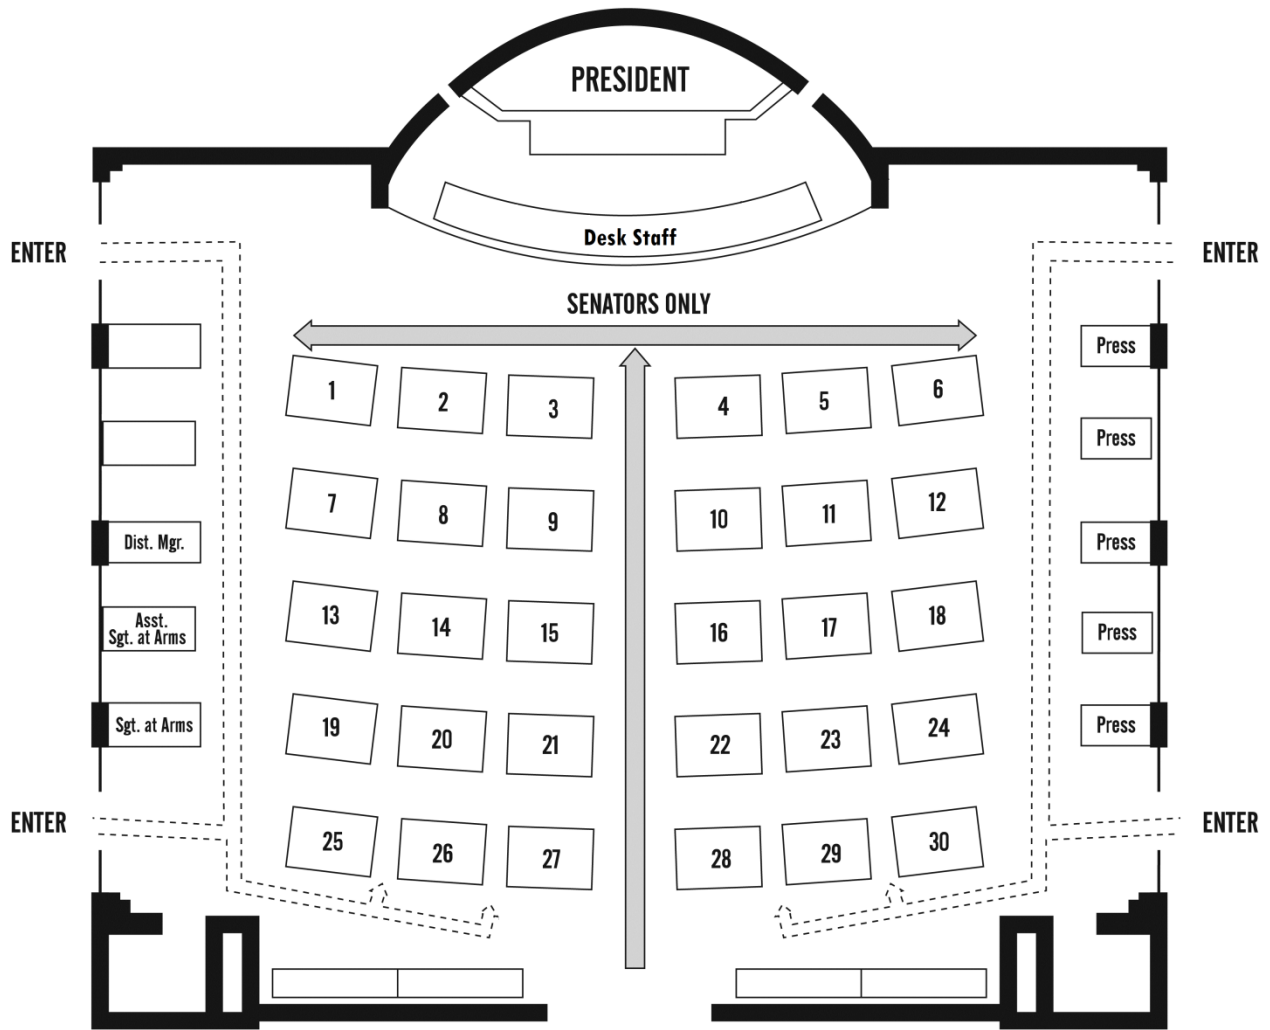 PRESIDENT
Desk Staff
ENTER
ENTER
SENATORS ONLY
Press
1
2
3
4
5
6
Press
7
8
9
10
11
12
Dist. Mgr.
Press
13
14
15
16
17
18
Asst.
Sgt. at Arms
Press
19
20
21
22
23
24
Sgt. at Arms
Press
ENTER
ENTER
25
26
27
28
29
30